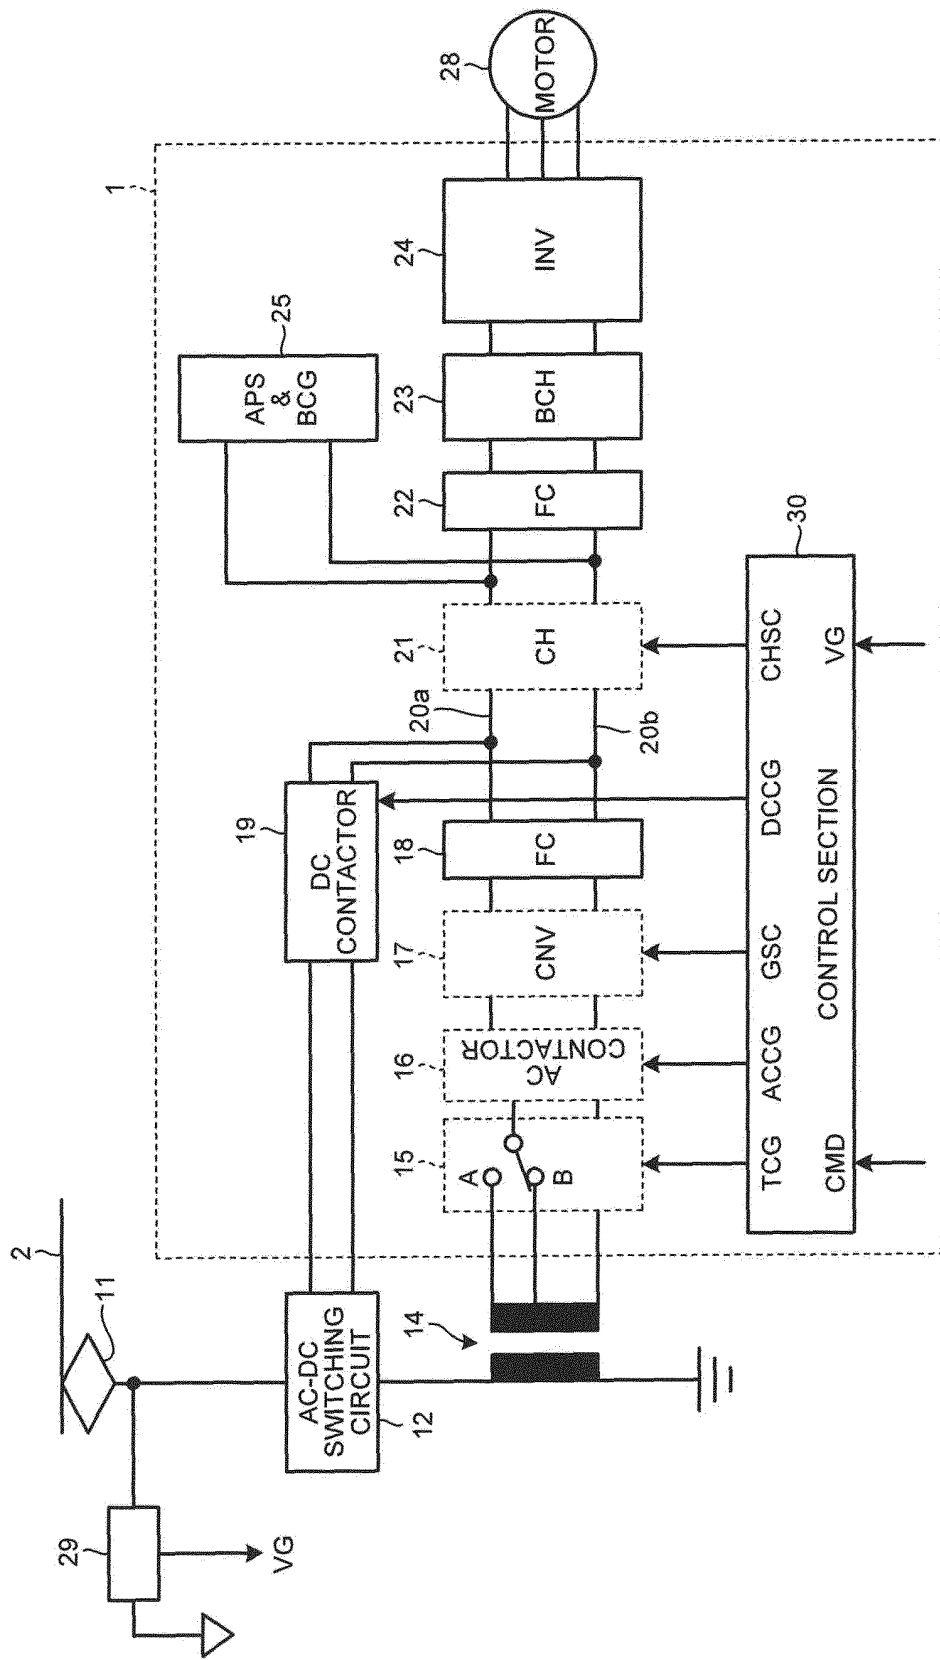 2
11
29
VG
AC-DC
SWITCHING
CIRCUIT
12
14
1
DC
CONTACTOR
19
APS
&
BCG
25
15
A
B
AC
CONTACTOR
16
CNV
17
FC
18
20a
20b
CH
21
FC
22
BCH
23
INV
24
MOTOR
28
TCG
ACCG
GSC
DCCG
CHSC
30
CONTROL SECTION
CMD
VG